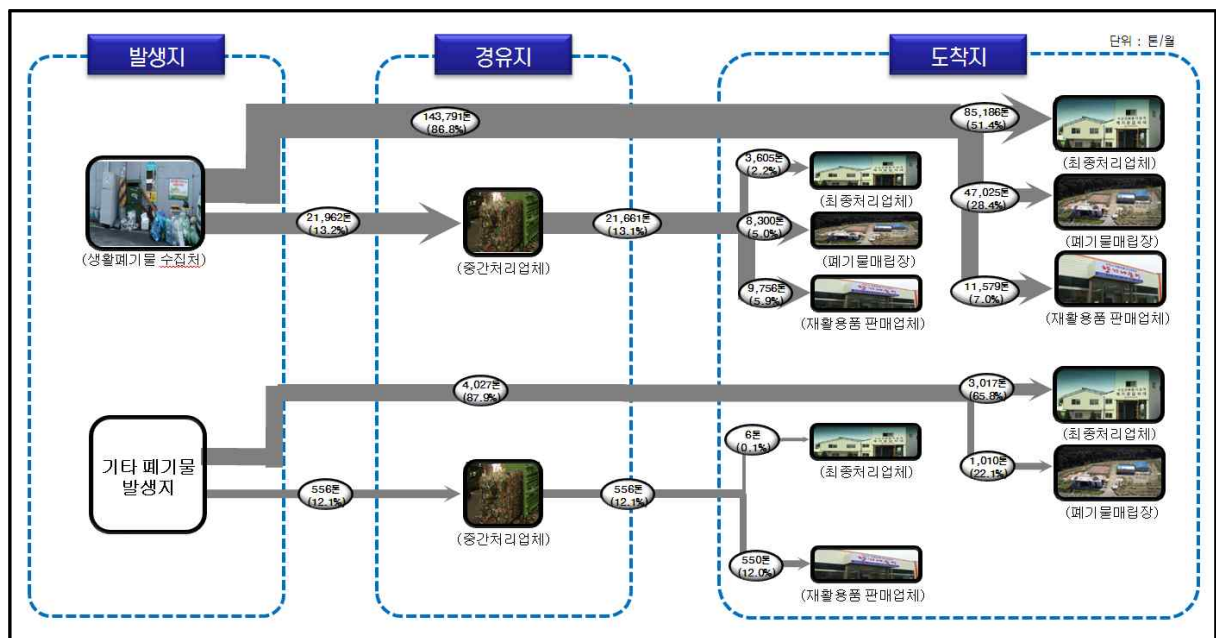 단위 : 톤/월
발생지
경유지
도착지
143,791톤
(86.8%)
85,186톤
(51.4%)
(최종처리업체)
3,605톤
(2.2%)
(최종처리업체)
47,025톤
(28.4%)
(폐기물매립장)
21,962톤
(13.2%)
21,661톤
(13.1%)
8,300톤
(5.0%)
(폐기물매립장)
(생활폐기물 수집처)
(중간처리업체)
9,756톤
(5.9%)
(재활용품 판매업체)
11,579톤
(7.0%)
(재활용품 판매업체)
4,027톤
(87.9%)
3,017톤
(65.8%)
(최종처리업체)
기타 폐기물
발생지
6톤
(0.1%)
(최종처리업체)
1,010톤
(22.1%)
(폐기물매립장)
556톤
(12.1%)
556톤
(12.1%)
(중간처리업체)
550톤
(12.0%)
(재활용품 판매업체)